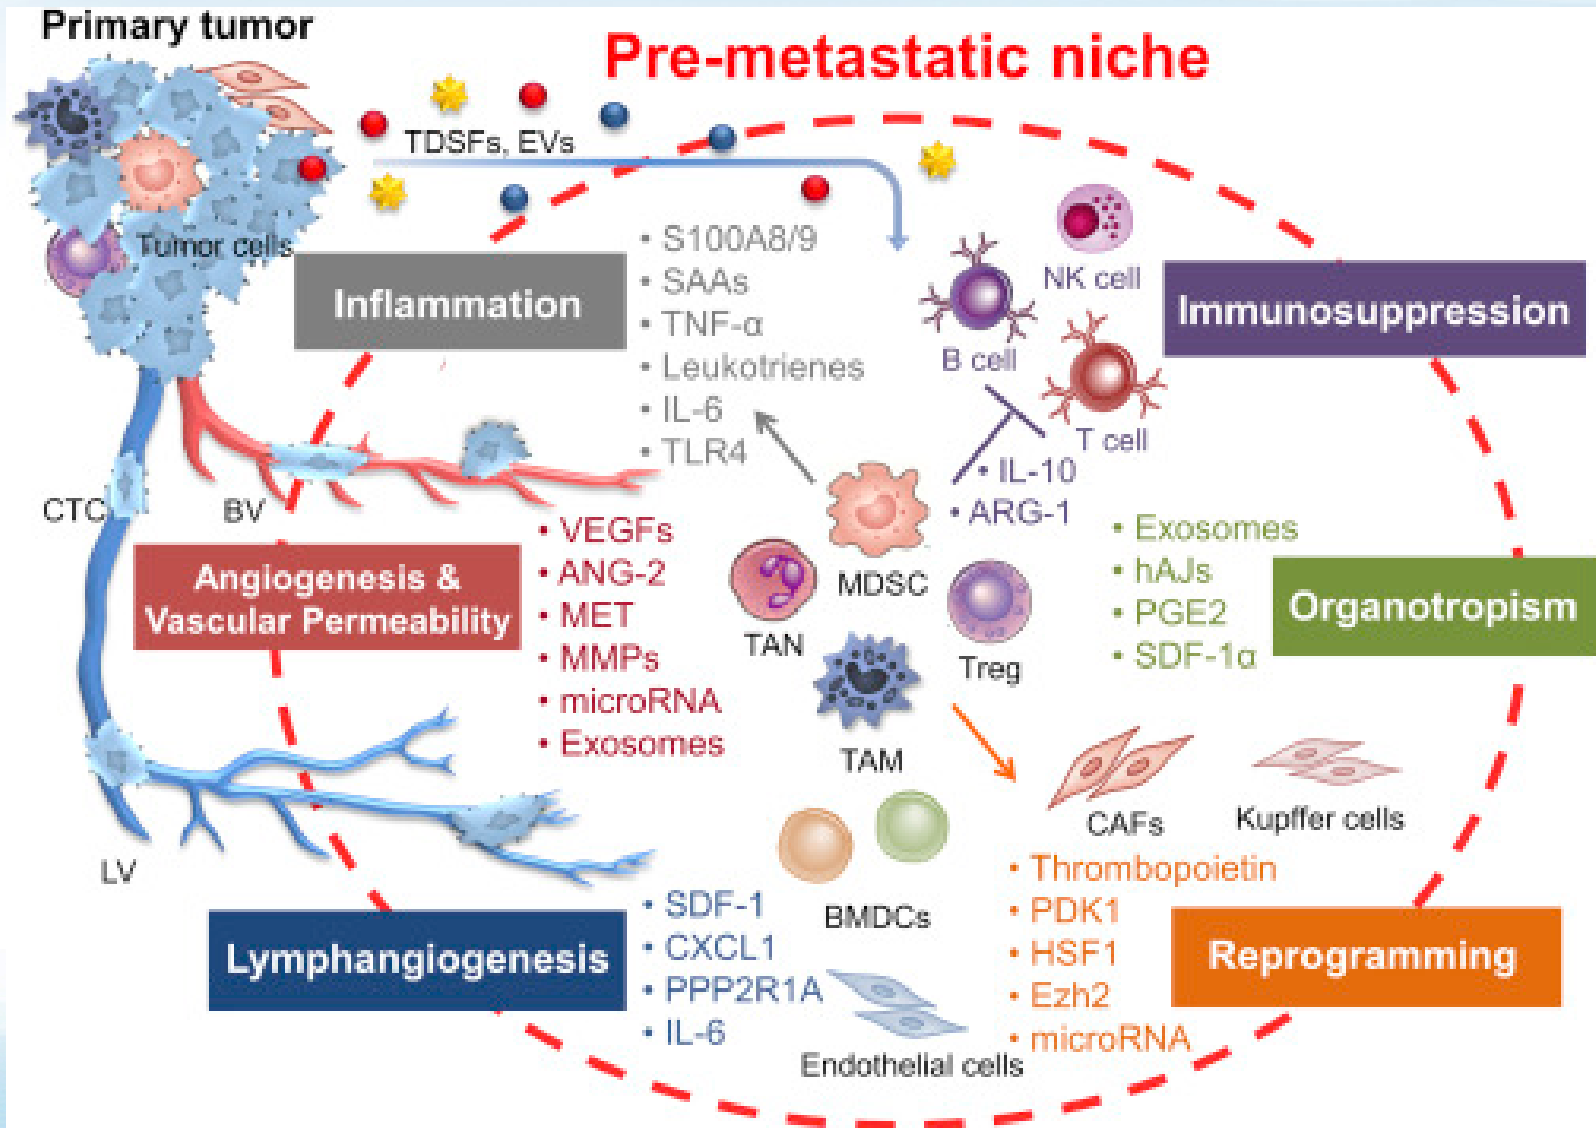 Primary tumor
Pre-metastatic niche
TDSFs, EVs
Tumor cells
Inflammation
• S100A8/9
• SAAs
• TNF-α
• Leukotrienes
• IL-6
• TLR4
NK cell
B cell
T cell
Immunosuppression
• IL-10
• ARG-1
CTC
BV
Angiogenesis &
Vascular Permeability
• VEGFs
• ANG-2
• MET
• MMPs
• microRNA
• Exosomes
MDSC
TAN
Treg
TAM
• Exosomes
• hAJs
• PGE2
• SDF-1α
Organotropism
CAFs
Kupffer cells
LV
BMDCs
Lymphangiogenesis
• SDF-1
• CXCL1
• PPP2R1A
• IL-6
Endothelial cells
• Thrombopoietin
• PDK1
• HSF1
• Ezh2
• microRNA
Reprogramming